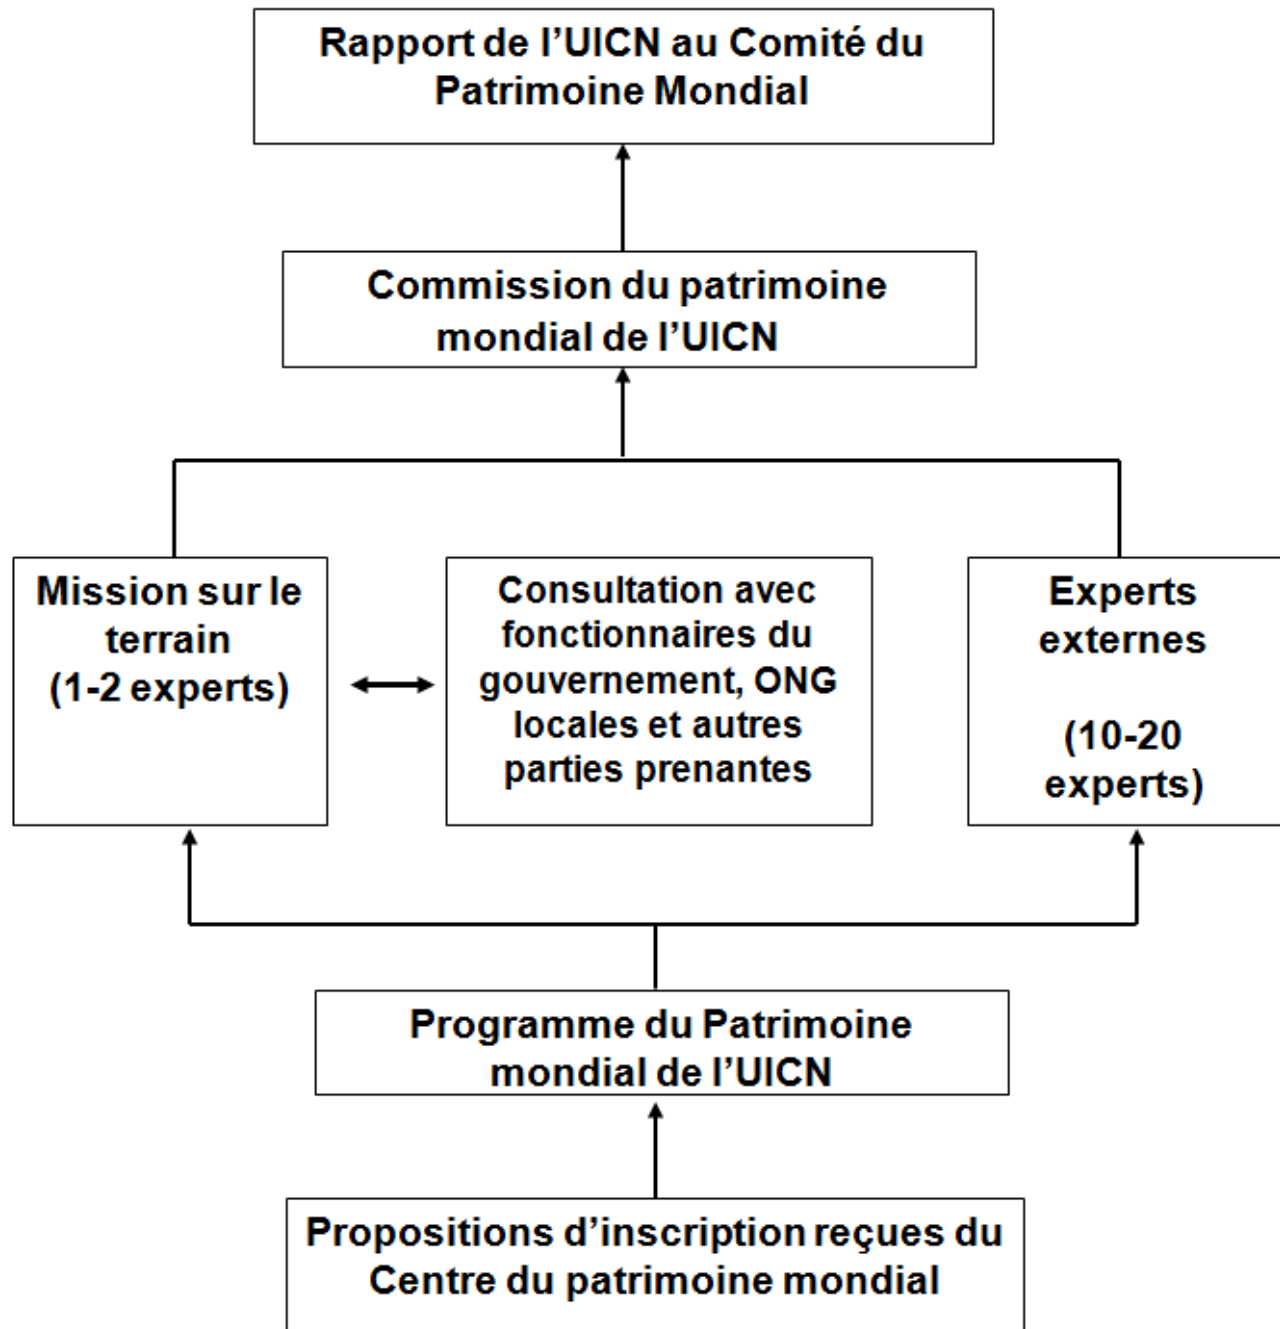 Rapport de l’UICN au Comité du
Patrimoine Mondial
Commission du patrimoine
mondial de l’UICN
Mission sur le
terrain
(1-2 experts)
Consultation avec
fonctionnaires du
gouvernement, ONG
locales et autres
parties prenantes
Experts
externes
(10-20
experts)
Programme du Patrimoine
mondial de l’UICN
Propositions d’inscription reçues du
Centre du patrimoine mondial